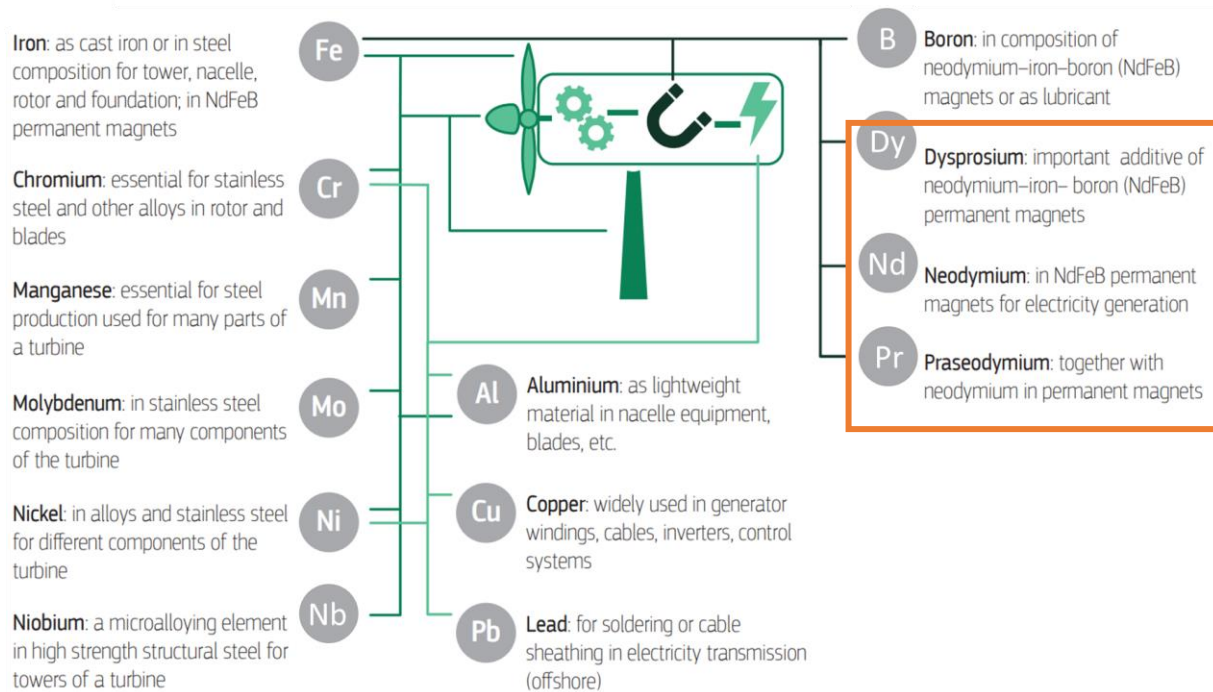 Fe
Iron: as cast iron or in steel
composition for tower, nacelle,
rotor and foundation; in NdFeB
permanent magnets
Cr
Chromium: essential for stainless
steel and other alloys in rotor and
blades
Mn
Manganese: essential for steel
production used for many parts of
a turbine
Mo
Molybdenum: in stainless steel
composition for many components
of the turbine
Ni
Nickel: in alloys and stainless steel
for different components of the
turbine
Nb
Niobium: a microalloying element
in high strength structural steel for
towers of a turbine
Al
Aluminium: as lightweight
material in nacelle equipment,
blades, etc.
Cu
Copper: widely used in generator
windings, cables, inverters, control
systems
Pb
Lead: for soldering or cable
sheathing in electricity transmission
(offshore)
B
Boron: in composition of
neodymium–iron–boron (NdFeB)
magnets or as lubricant
Dy
Dysprosium: important additive of
neodymium–iron– boron (NdFeB)
permanent magnets
Nd
Neodymium: in NdFeB permanent
magnets for electricity generation
Pr
Praseodymium: together with
neodymium in permanent magnets